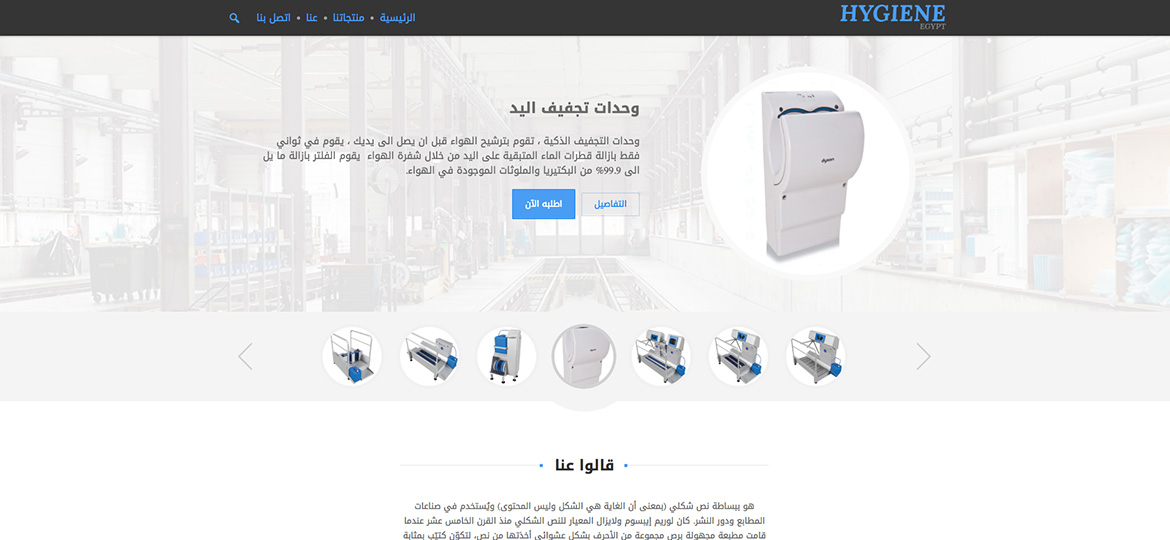 HYGIENE
EGYPT
الرئيسية • منتجاتنا • عنا • اتصل بنا
وحدات تجفيف اليد
وحدات التجفيف الذكية ، تقوم بترشيح الهواء قبل ان يصل الى يديك ، يقوم في ثواني
فقط بازالة قطرات الماء المتبقية على اليد من خلال شفرة الهواء يقوم الفلتر بازالة ما يل
الى 99.9% من البكتيريا والملوثات الموجودة في الهواء.
التفاصيل
اطلبه الآن
dyson
قالوا عنا
هو ببساطة نص شكلي (بمعنى أن الغاية هي الشكل وليس المحتوى) ويُستخدم في صناعات
المطابع ودور النشر. كان لوريم إيبسوم ولايزال المعيار للنص الشكلي منذ القرن الخامس عشر عندما
قامت مطبعة مجهولة برص مجموعة من الأحرف بشكل عشوائي أخذتها من نص، لتكوّن كتيّب بمثابة